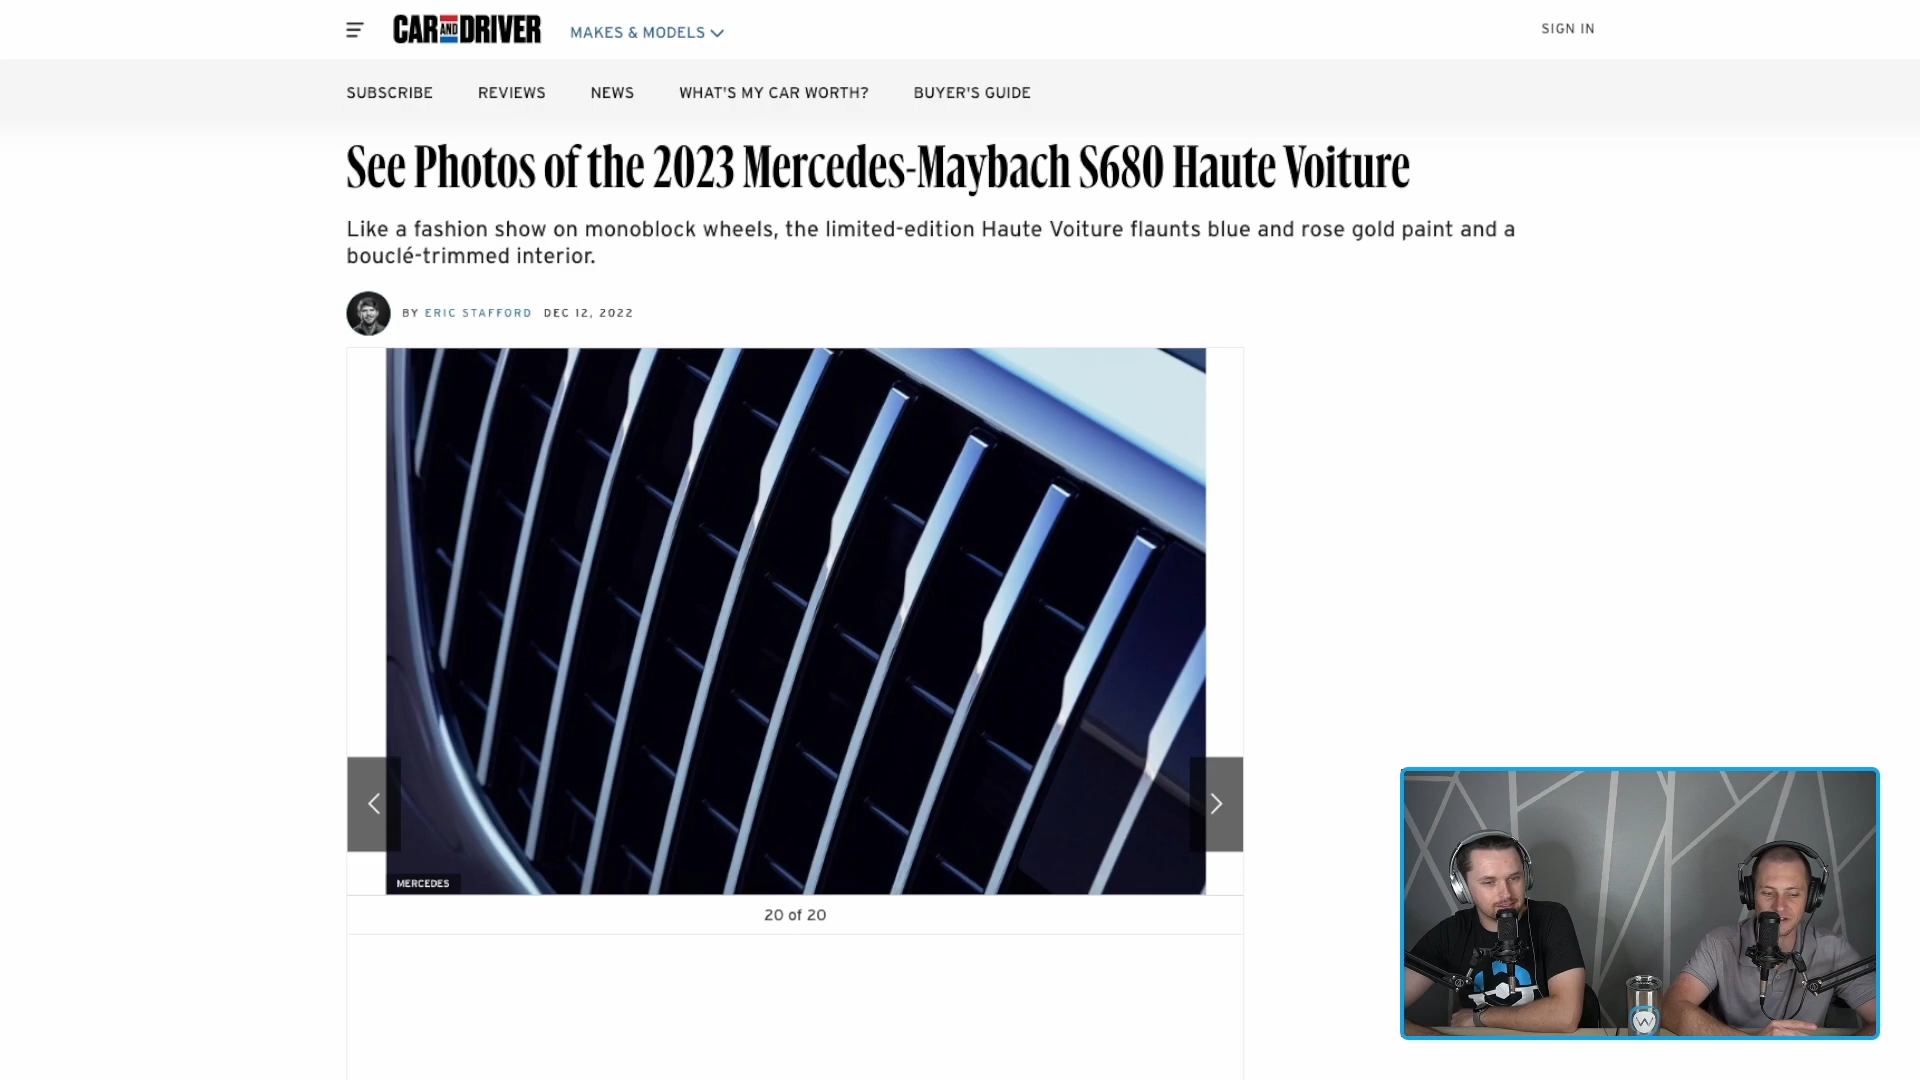 CAR AND DRIVER
MAKES & MODELS
SIGN IN
SUBSCRIBE REVIEWS NEWS WHAT'S MY CAR WORTH? BUYER'S GUIDE
See Photos of the 2023 Mercedes-Maybach S680 Haute Voiture
Like a fashion show on monoblock wheels, the limited-edition Haute Voiture flaunts blue and rose gold paint and a
bouclé-trimmed interior.
BY ERIC STAFFORD DEC 12, 2022
MERCEDES
20 of 20
W